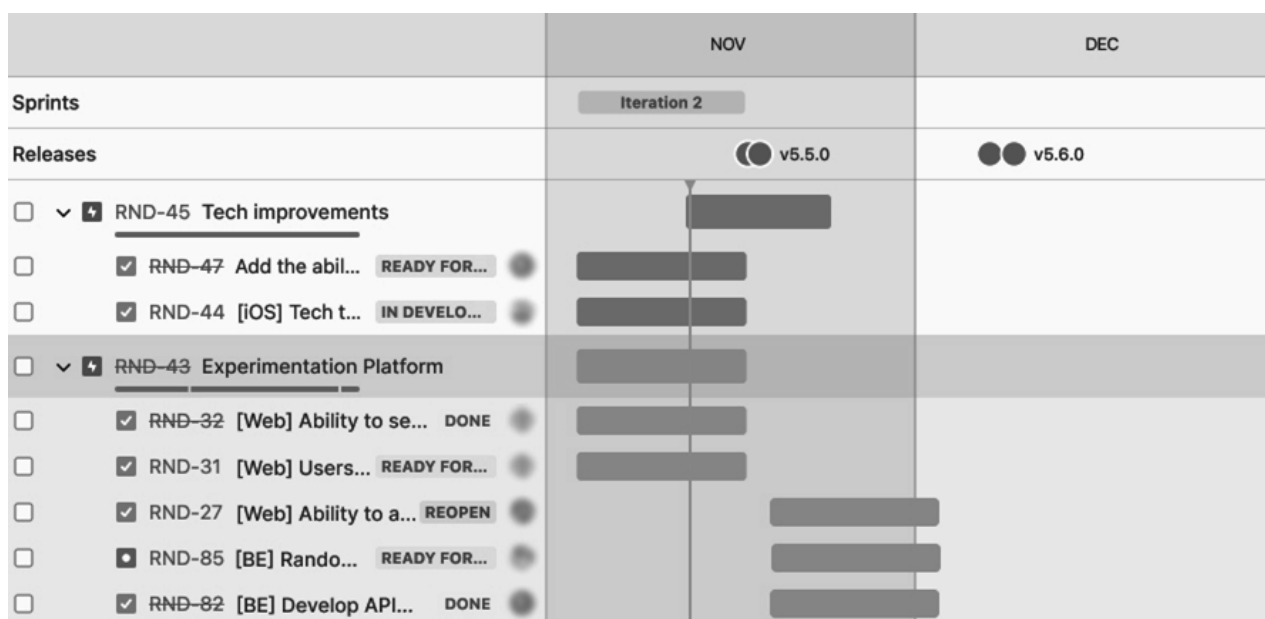 NOV DEC
Sprints Iteration 2
Releases v5.5.0 v5.6.0
RND-45 Tech improvements
RND-47 Add the abil... READY FOR...
RND-44 [iOS] Tech t... IN DEVELO...
RND-43 Experimentation Platform
RND-32 [Web] Ability to se... DONE
RND-31 [Web] Users... READY FOR...
RND-27 [Web] Ability to a... REOPEN
RND-85 [BE] Rando... READY FOR...
RND-82 [BE] Develop API... DONE